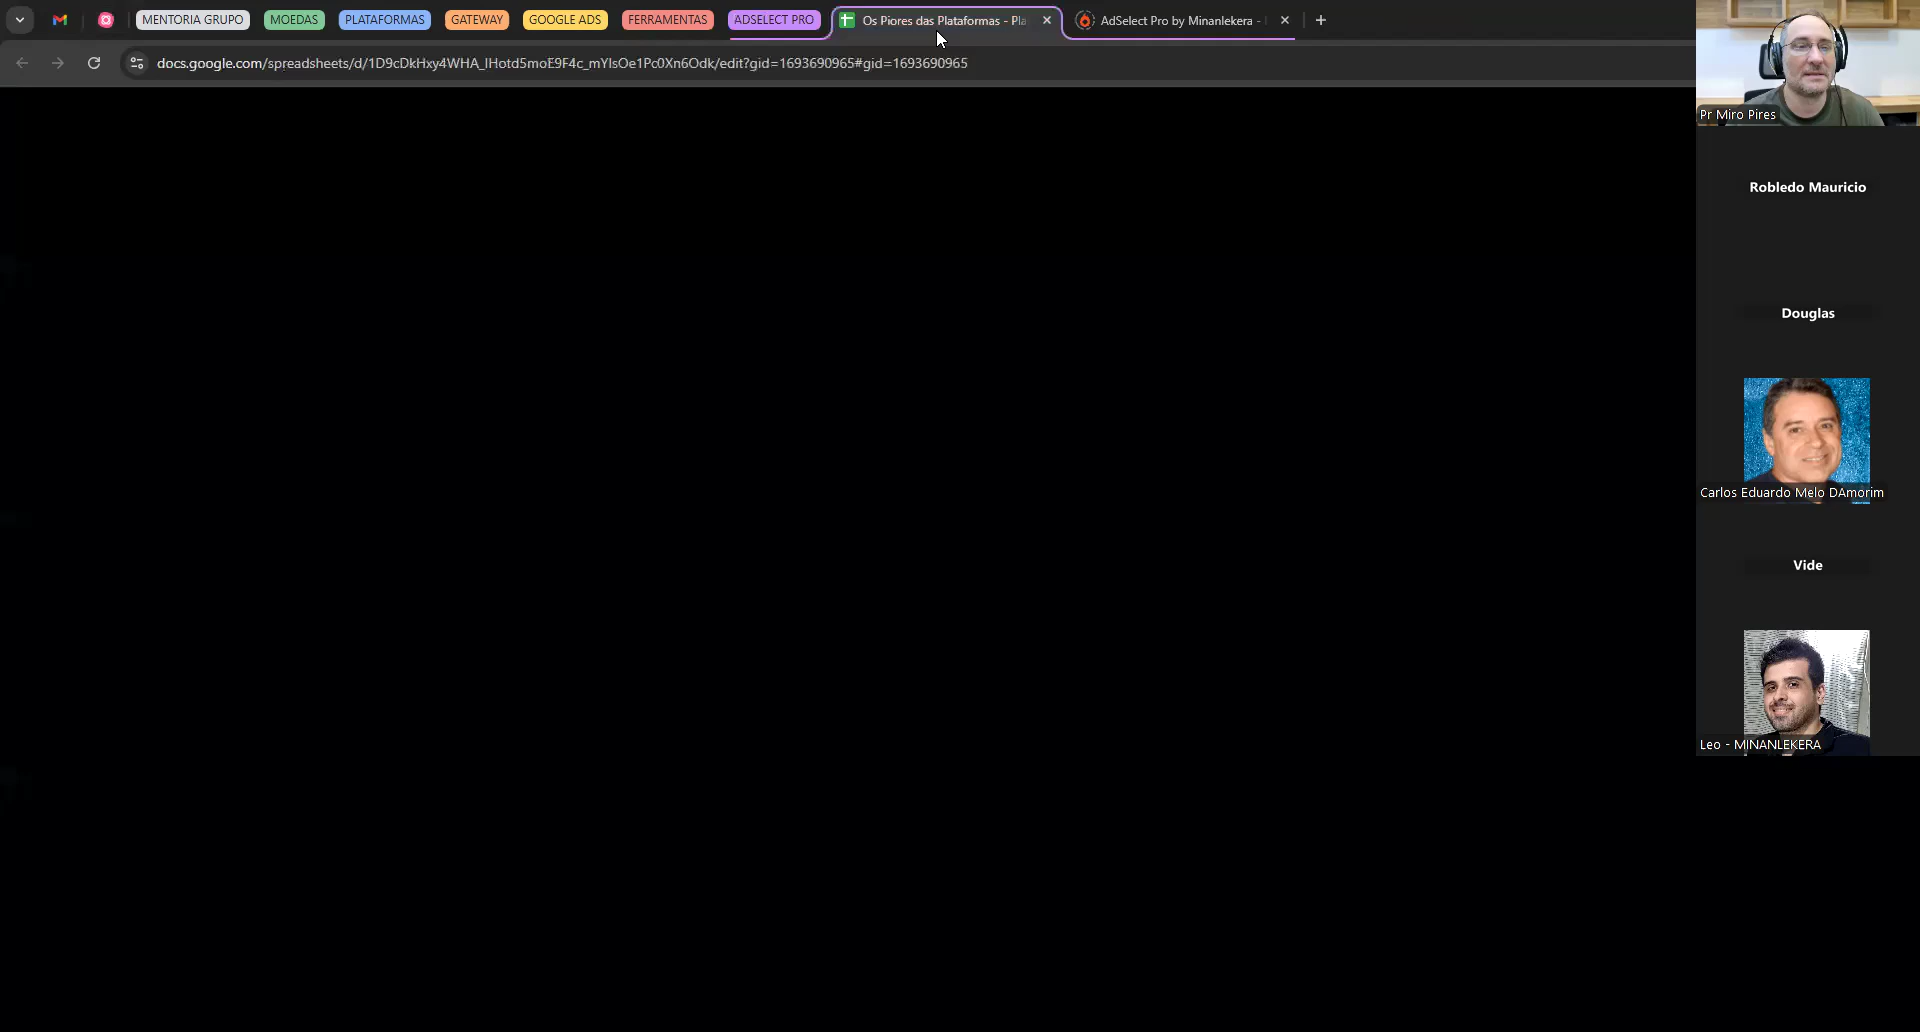 MENTORIA GRUPO
MOEDAS
PLATAFORMAS
GATEWAY
GOOGLE ADS
FERRAMENTAS
ADSELECT PRO
Os Piores das Plataformas - Pla
AdSelect Pro by Minanlekera -
docs.google.com/spreadsheets/d/1D9cDkHxy4WHA_lHotd5moE9F4c_mYlsOe1Pc0Xn6Odk/edit?gid=1693690965#gid=1693690965
Pr Miro Pires
Robledo Mauricio
Douglas
Carlos Eduardo Melo DAmorim
Vide
Leo - MINANLEKERA